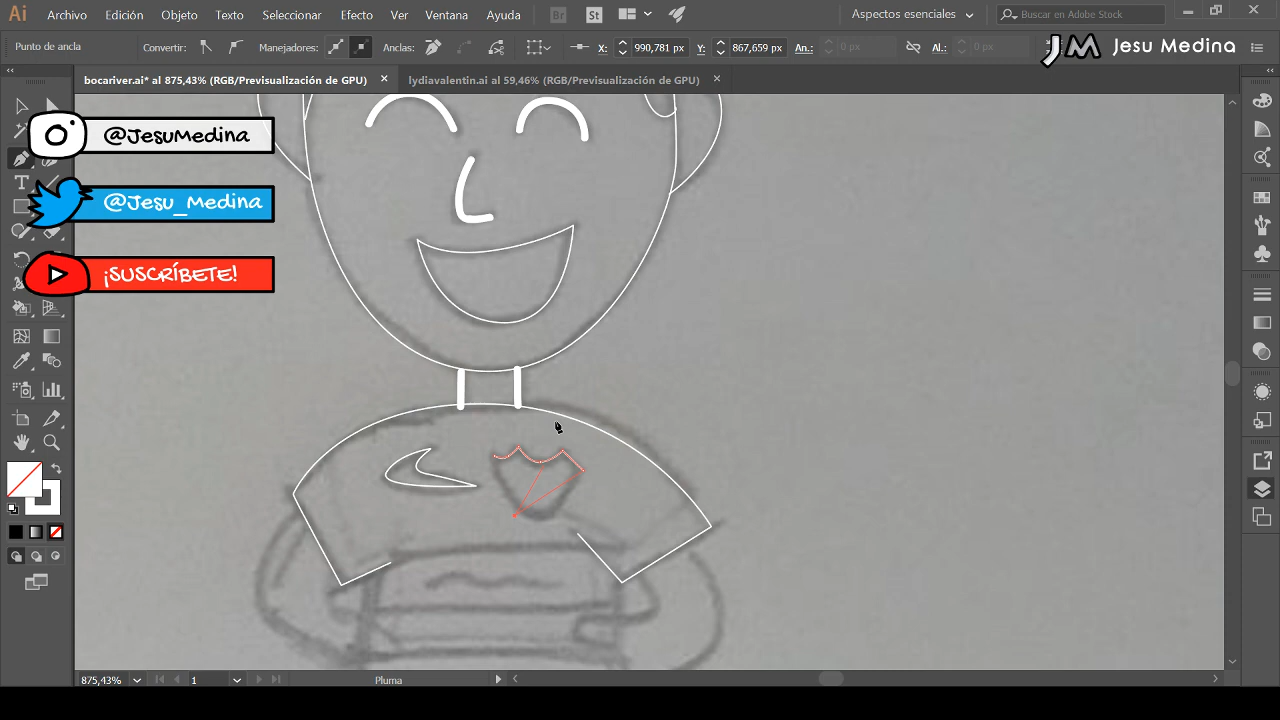 Ai Archivo Edición Objeto Texto Seleccionar Efecto Ver Ventana Ayuda Br St Aspectos esenciales Buscar en Adobe Stock
Punto de ancla Convertir: Manejadores: Anclas: X: 990,781 px Y: 867,659 px An.: 0 px Al.: 0 px
JM Jesu Medina
bocariver.ai* al 875,43% (RGB/Previsualización de GPU) × lydiavalentin.ai al 59,46% (RGB/Previsualización de GPU) ×
@JesuMedina
@Jesu_Medina
¡SUSCRÍBETE!
875,43% 1 Pluma